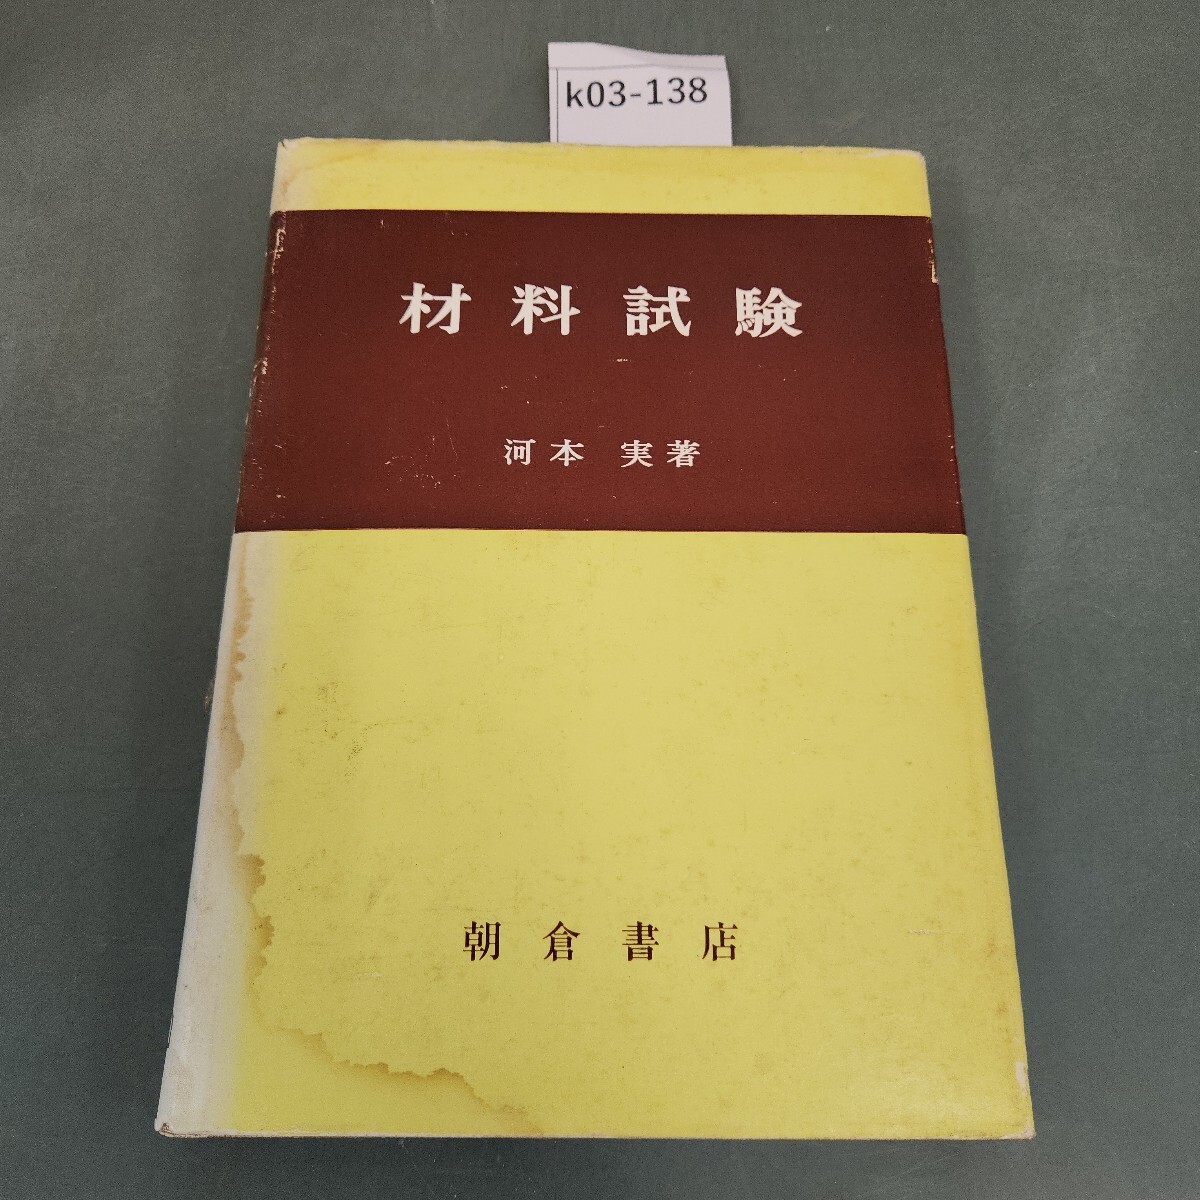 k03-138
材料試験
河本 実著
朝倉書店